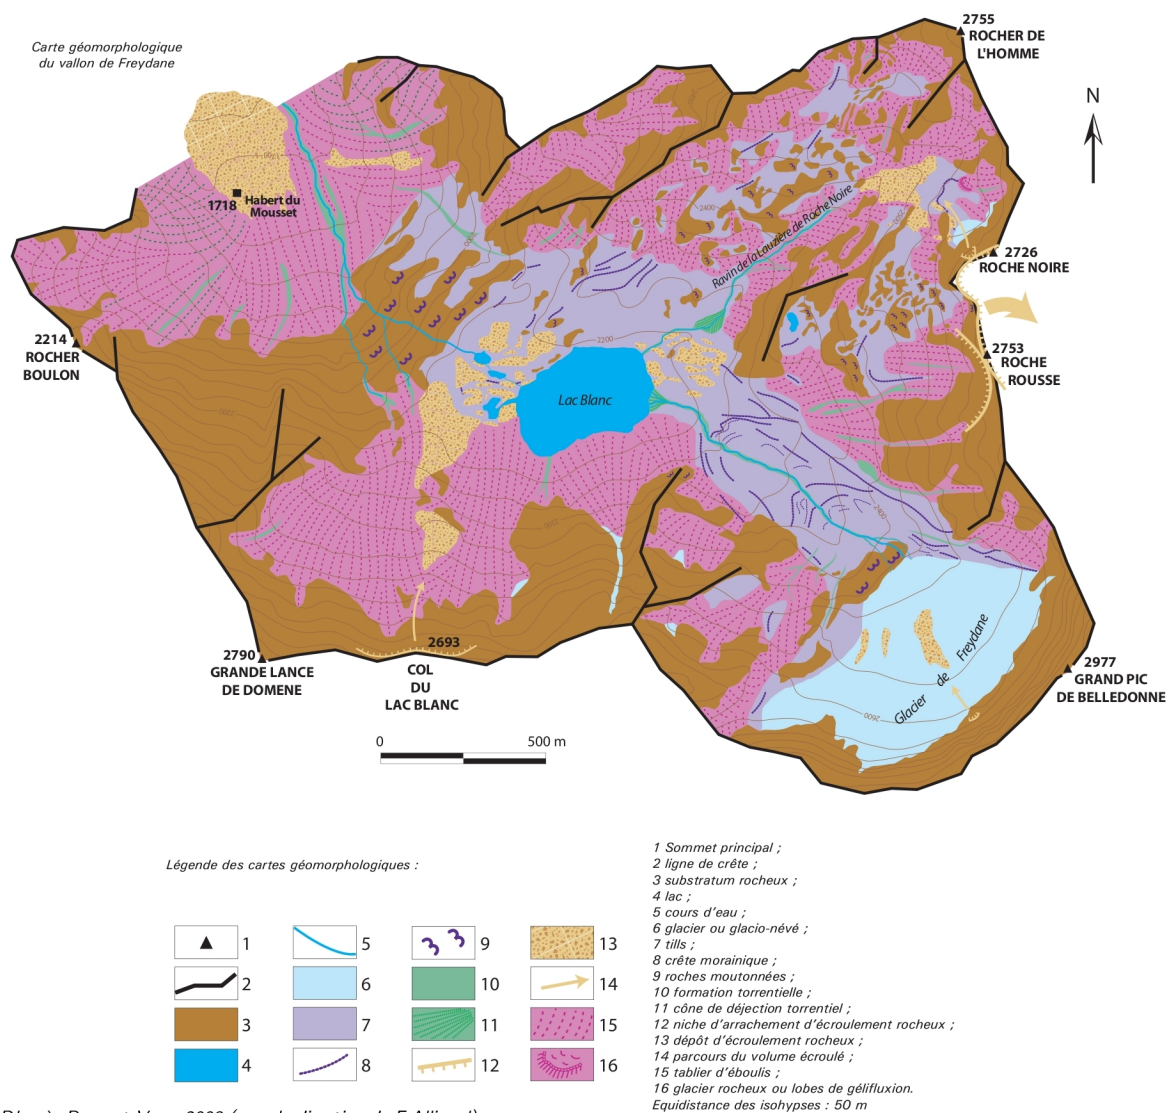 Carte géomorphologique
du vallon de Freydane
2755
ROCHER DE
L'HOMME
N
1900
1718
Habert du
Mousset
2400
Ravin de la Lauzière de Roche Noire
2726
ROCHE NOIRE
2214
ROCHER
BOULON
2200
2753
ROCHE
ROUSSE
Lac Blanc
2400
2790
GRANDE LANCE
DE DOMENE
2693
COL
DU
LAC BLANC
Glacier de Freydane
2600
2977
GRAND PIC
DE BELLEDONNE
0 500 m
Légende des cartes géomorphologiques :
1 5 9 13
2 6 10 14
3 7 11 15
4 8 12 16
1 Sommet principal ;
2 ligne de crête ;
3 substratum rocheux ;
4 lac ;
5 cours d'eau ;
6 glacier ou glacio-névé ;
7 tills ;
8 crête morainique ;
9 roches moutonnées ;
10 formation torrentielle ;
11 cône de déjection torrentiel ;
12 niche d'arrachement d'écroulement rocheux ;
13 dépôt d'écroulement rocheux ;
14 parcours du volume écroulé ;
15 tablier d'éboulis ;
16 glacier rocheux ou lobes de gélifluxion.
Equidistance des isohypses : 50 m